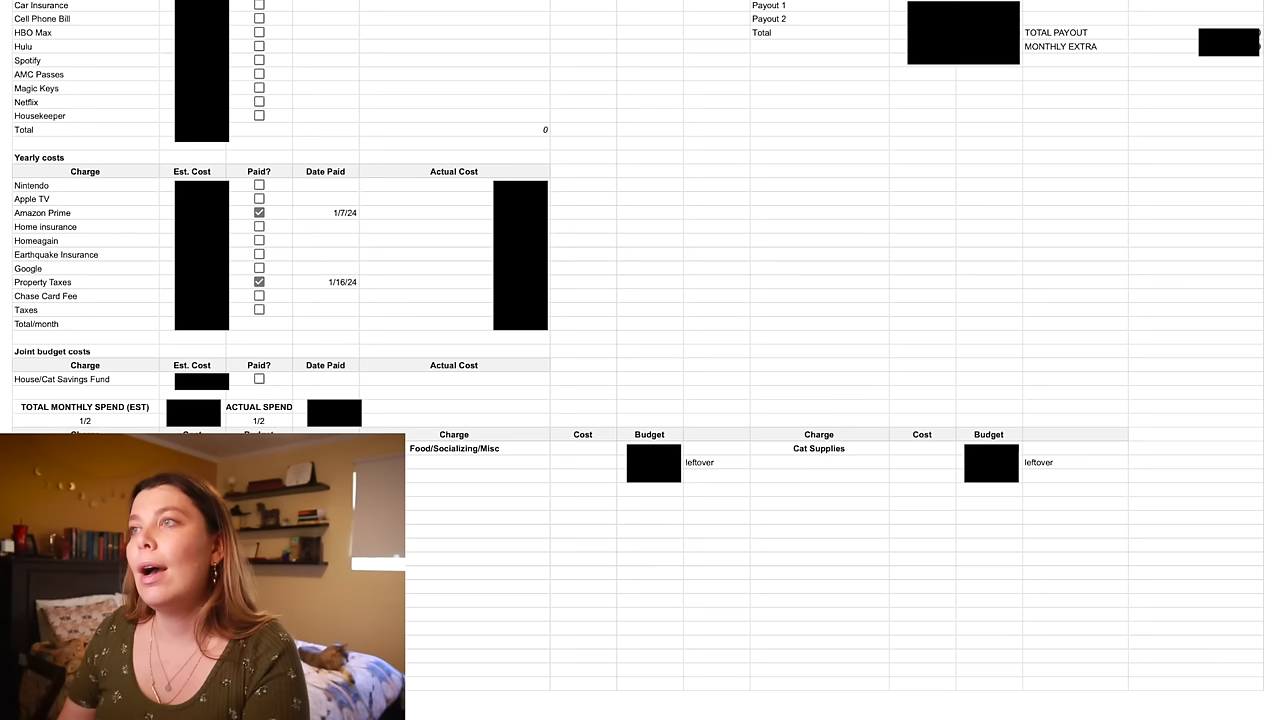 Car Insurance
Payout 1
Cell Phone Bill
Payout 2
HBO Max
Total
TOTAL PAYOUT
Hulu
MONTHLY EXTRA
Spotify
AMC Passes
Magic Keys
Netflix
Housekeeper
Total 0
Yearly costs
Charge Est. Cost Paid? Date Paid Actual Cost
Nintendo
Apple TV
Amazon Prime 1/7/24
Home insurance
Homeagain
Earthquake Insurance
Google
Property Taxes 1/16/24
Chase Card Fee
Taxes
Total/month
Joint budget costs
Charge Est. Cost Paid? Date Paid Actual Cost
House/Cat Savings Fund
TOTAL MONTHLY SPEND (EST) ACTUAL SPEND
1/2 1/2
Charge Cost Budget Charge Cost Budget
Food/Socializing/Misc Cat Supplies
leftover leftover